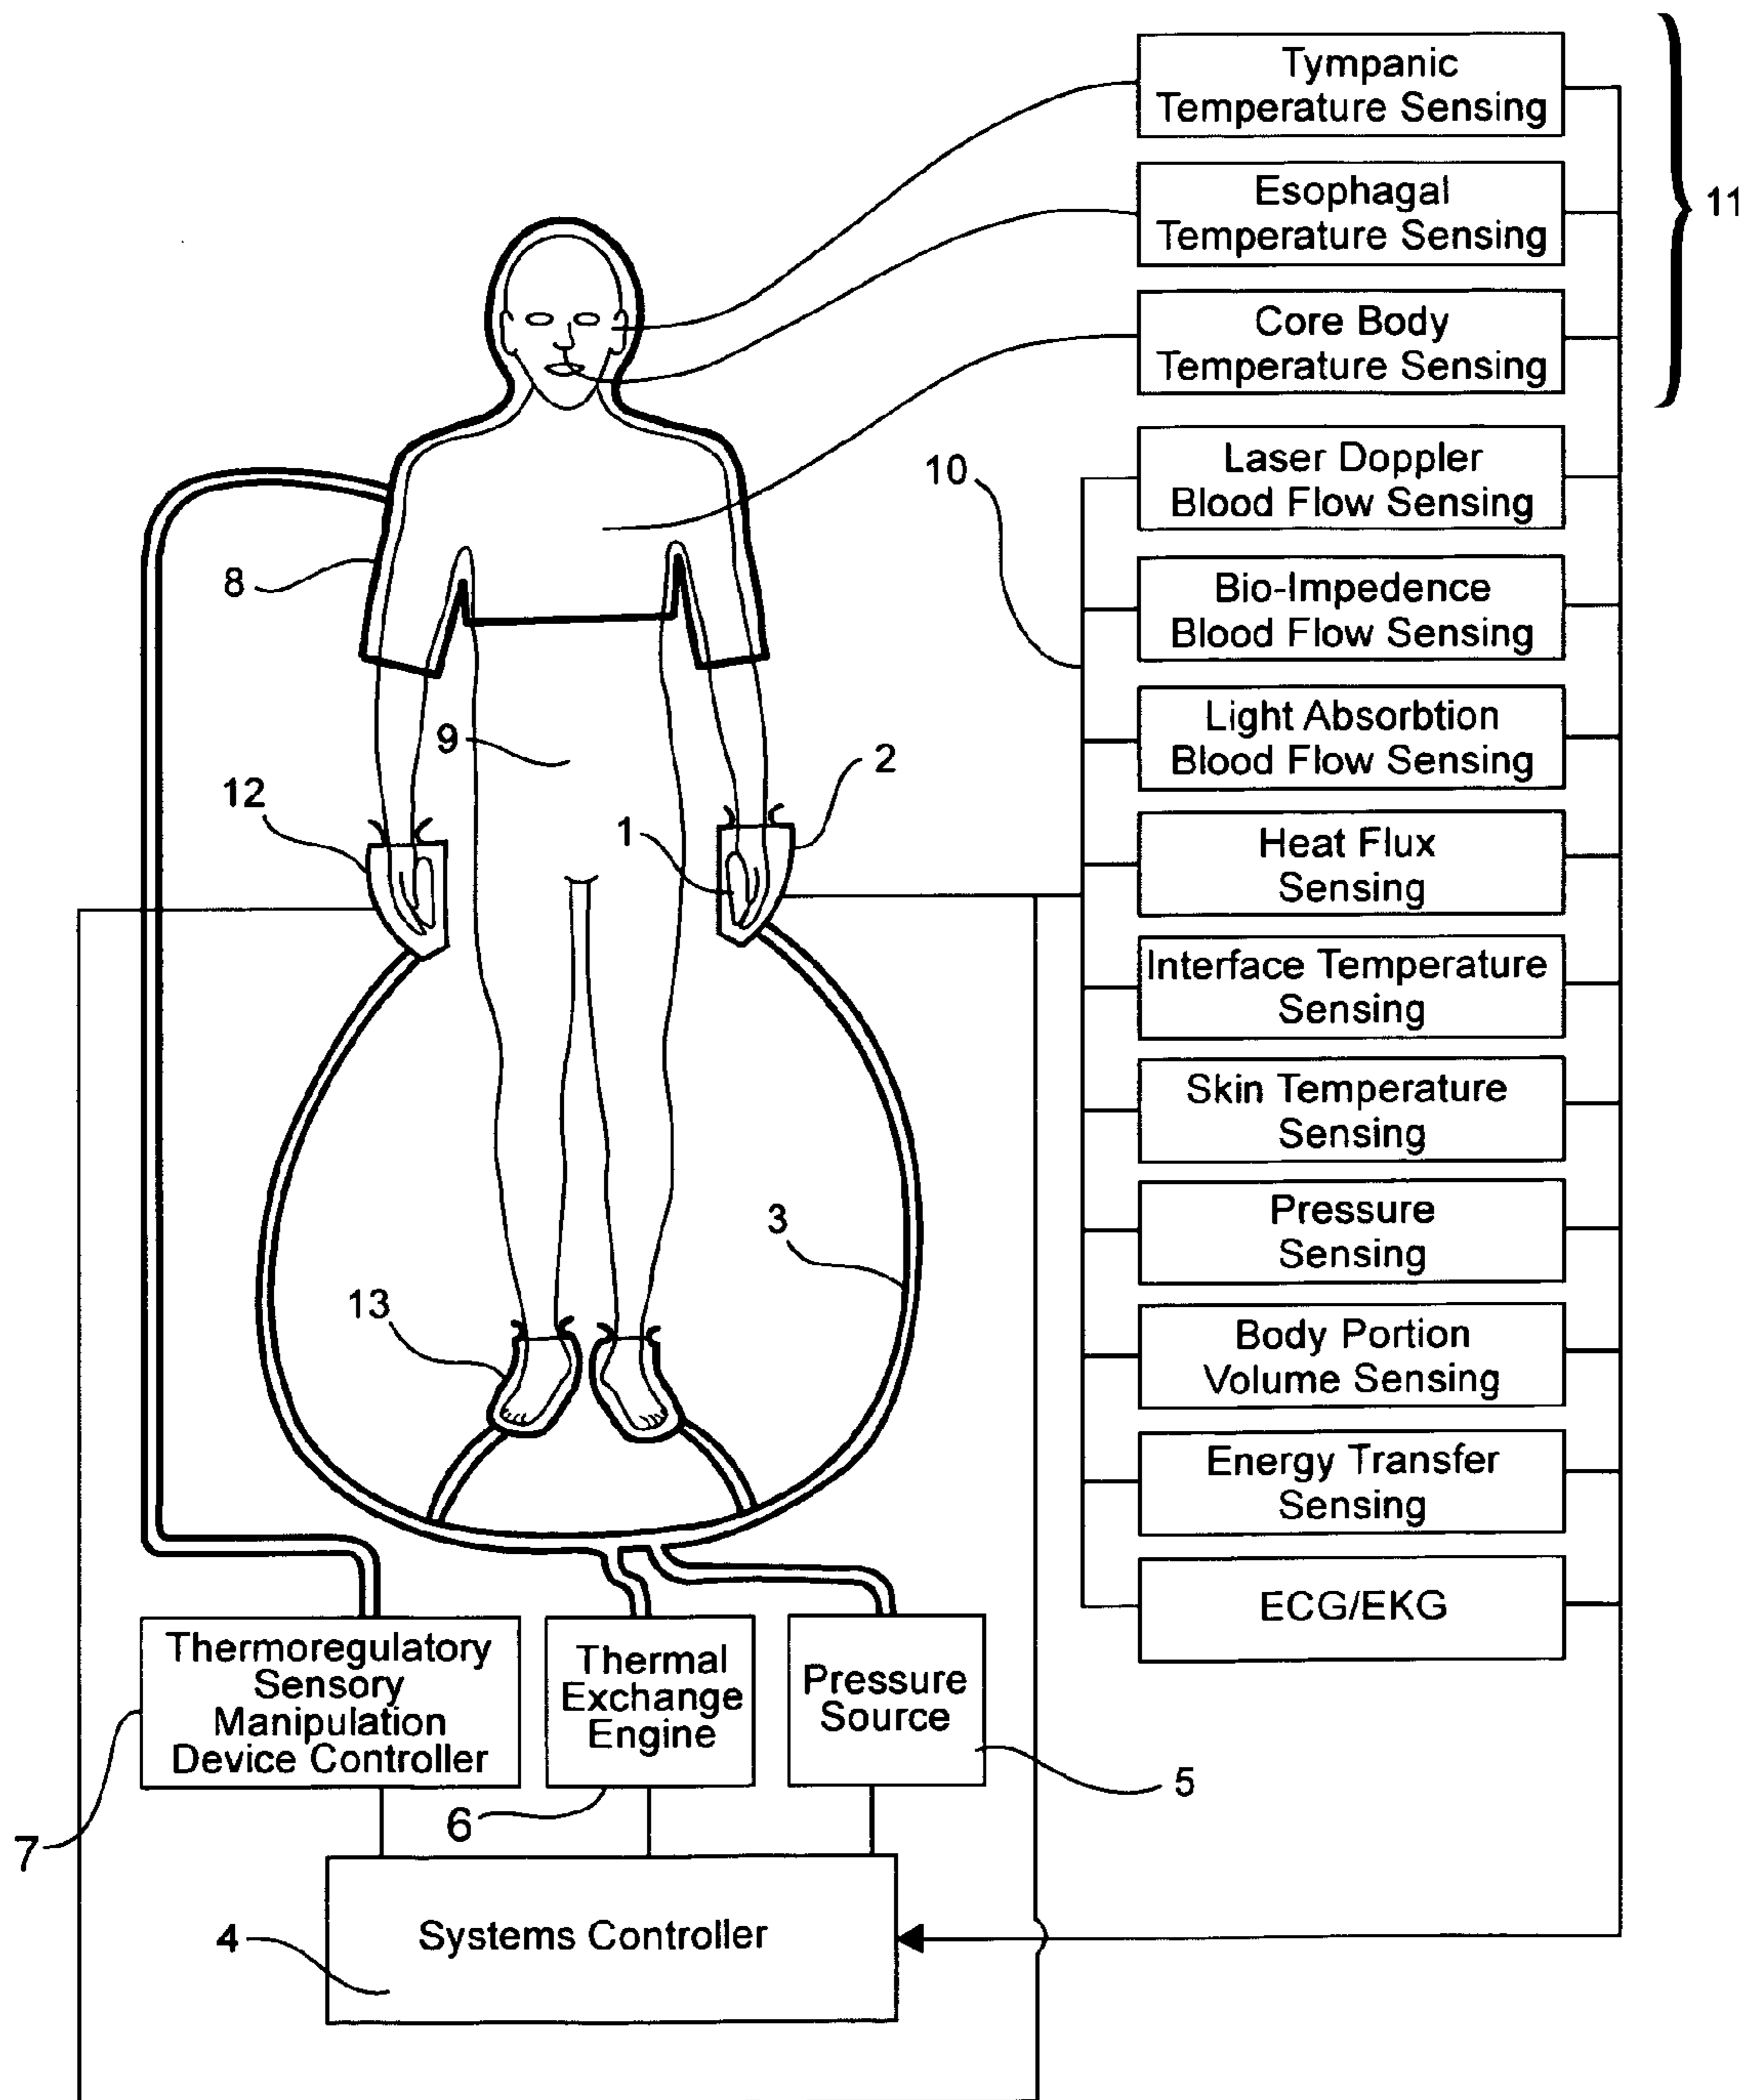 Tympanic
Temperature Sensing
11
Esophagal
Temperature Sensing
Core Body
Temperature Sensing
10
Laser Doppler
Blood Flow Sensing
8
Bio-Impedence
Blood Flow Sensing
9
2
Light Absorbtion
Blood Flow Sensing
12
1
Heat Flux
Sensing
Interface Temperature
Sensing
Skin Temperature
Sensing
3
Pressure
Sensing
13
Body Portion
Volume Sensing
Energy Transfer
Sensing
ECG/EKG
Thermoregulatory
Sensory
Manipulation
Device Controller
Thermal
Exchange
Engine
Pressure
Source
5
6
7
4
Systems Controller